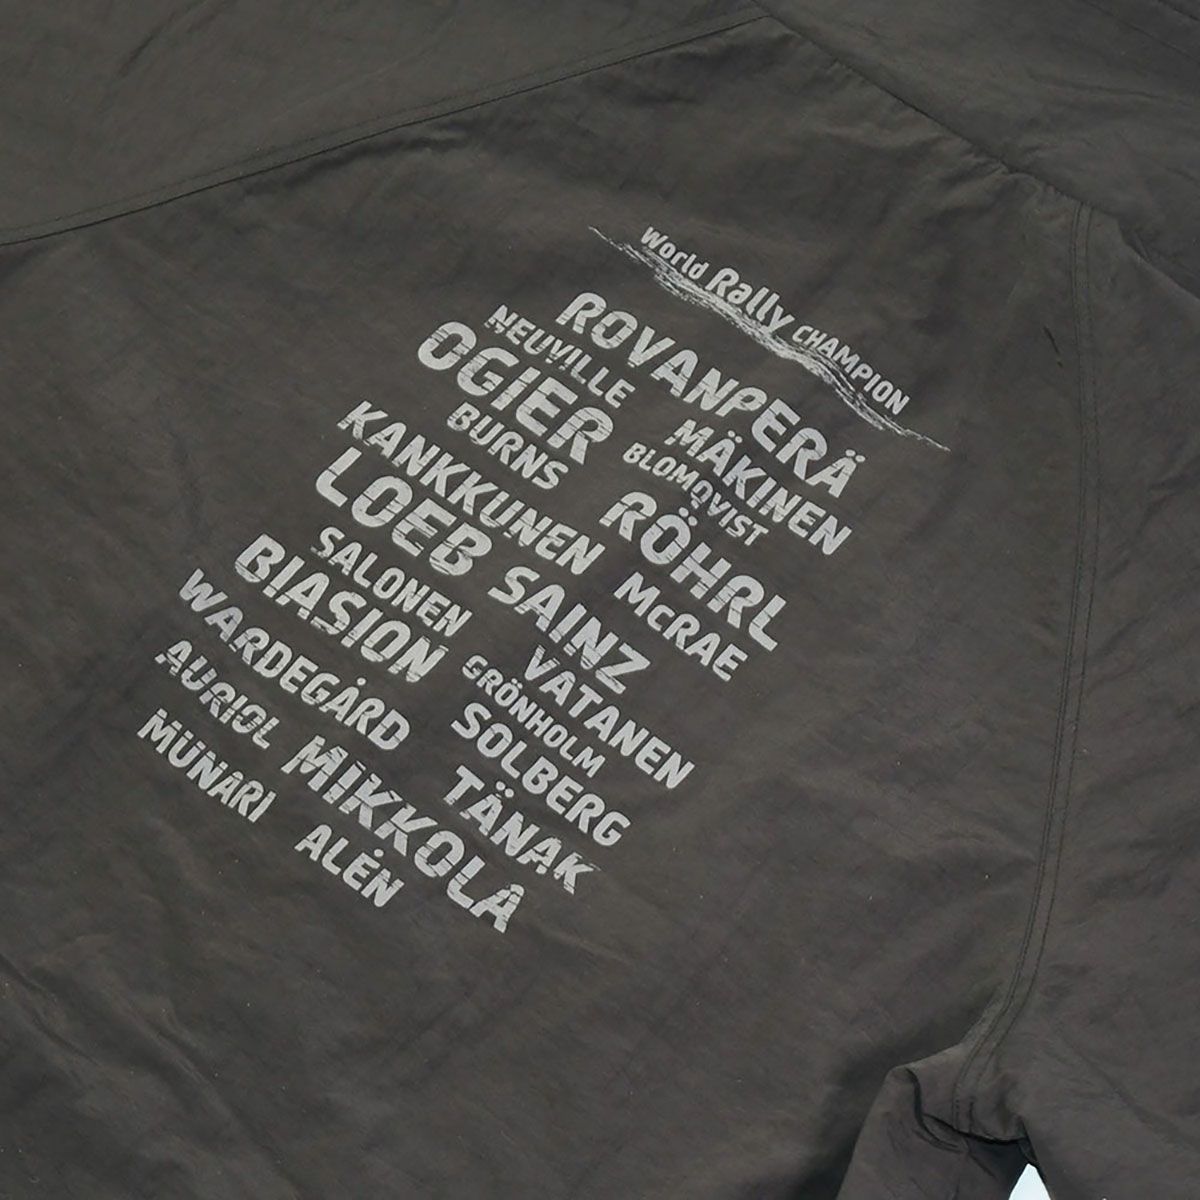 World Rally CHAMPION
ROVANPERÄ
NEUVILLE
OGIER MÄKINEN
BURNS BLOMQVIST
KANKKUNEN RÖHRL
LOEB SAINZ McRAE
SALONEN
BIASION VATANEN
GRÖNHOLM
WARDEGÅRD SOLBERG
AURIOL MIKKOLA TÄNAK
MÜNARI ALÉN